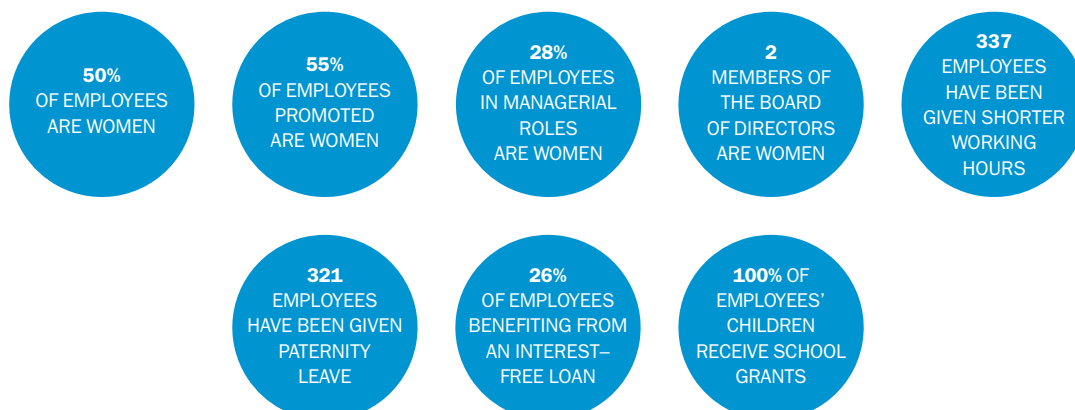 50%
OF EMPLOYEES
ARE WOMEN
55%
OF EMPLOYEES
PROMOTED
ARE WOMEN
28%
OF EMPLOYEES
IN MANAGERIAL
ROLES
ARE WOMEN
2
MEMBERS OF
THE BOARD
OF DIRECTORS
ARE WOMEN
337
EMPLOYEES
HAVE BEEN
GIVEN SHORTER
WORKING
HOURS
321
EMPLOYEES
HAVE BEEN GIVEN
PATERNITY
LEAVE
26%
OF EMPLOYEES
BENEFITING FROM
AN INTEREST–
FREE LOAN
100% OF
EMPLOYEES’
CHILDREN
RECEIVE SCHOOL
GRANTS